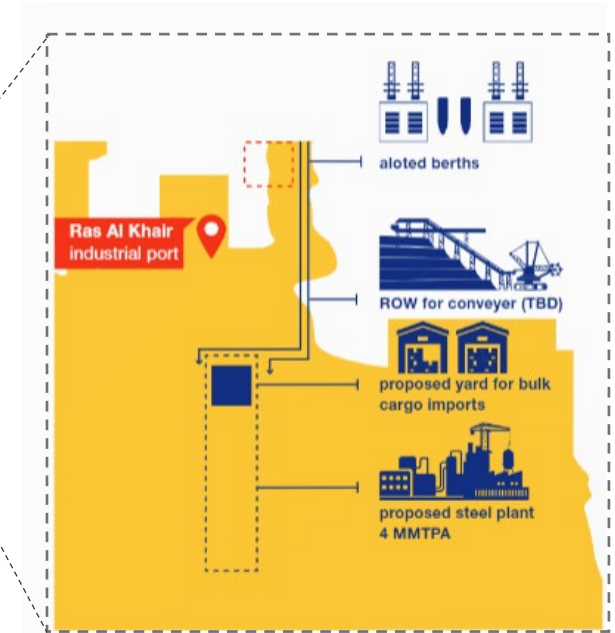 aloted berths
Ras Al Khair
industrial port
ROW for conveyer (TBD)
proposed yard for bulk
cargo imports
proposed steel plant
4 MMTPA